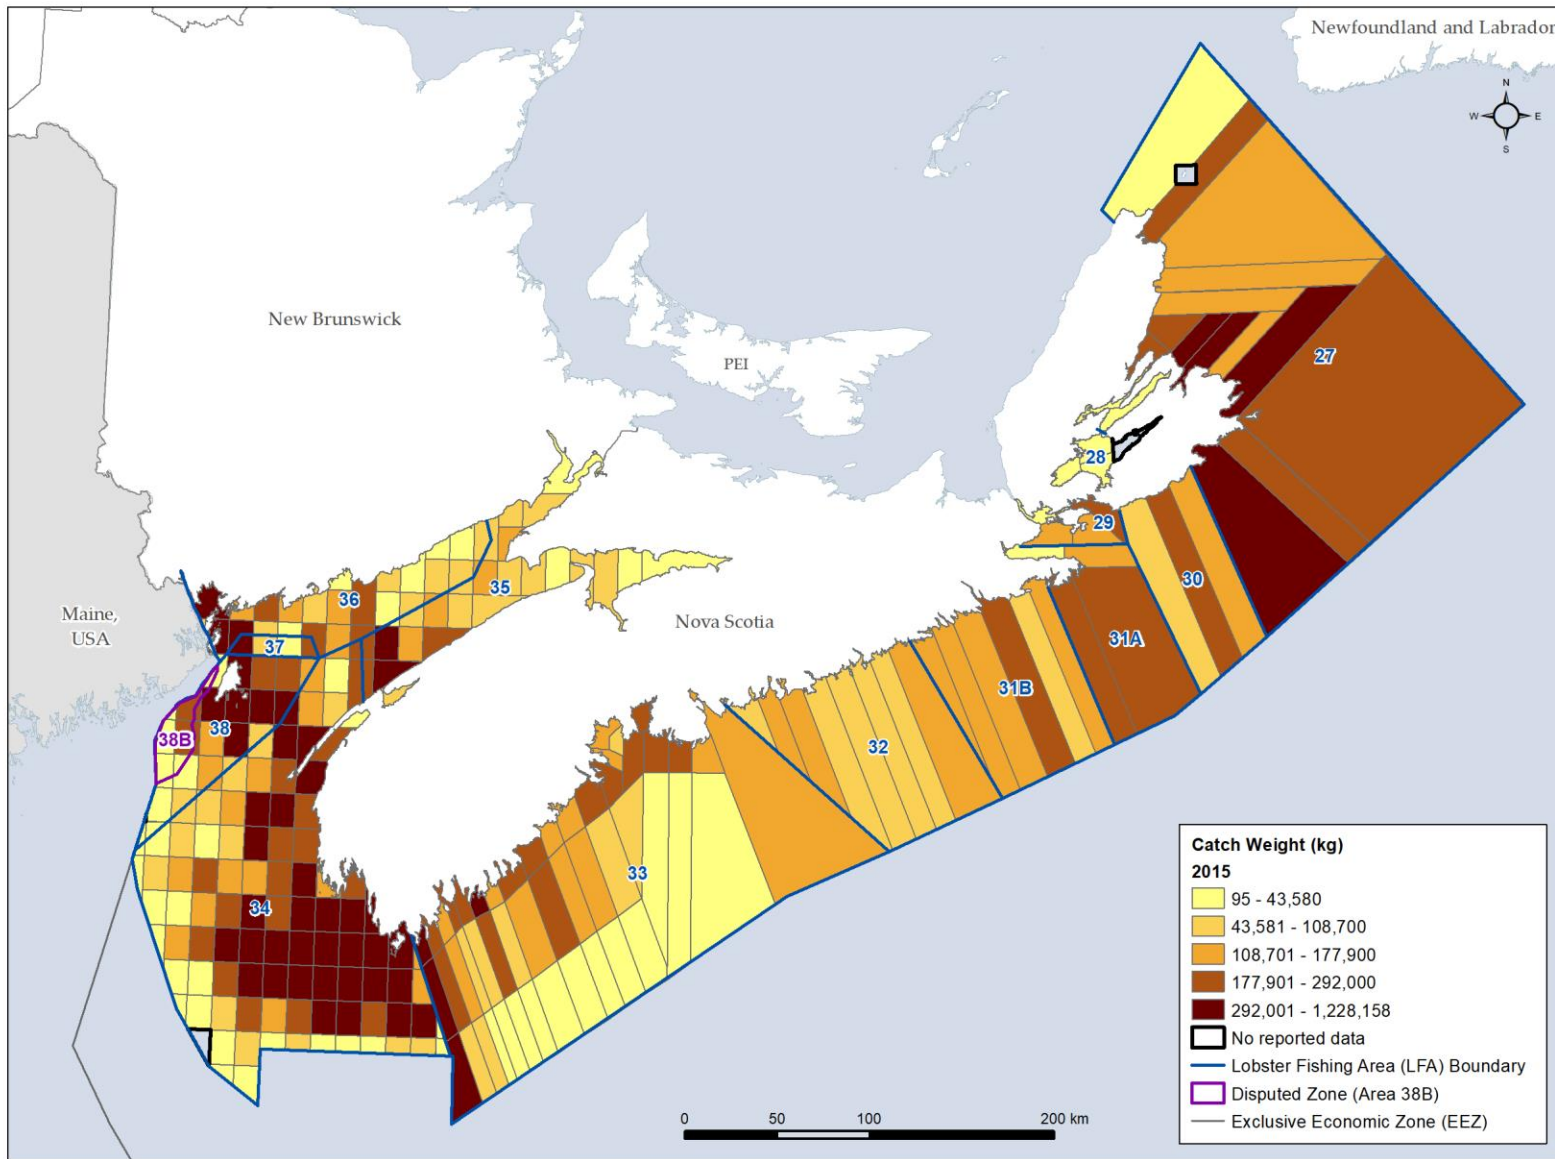 Newfoundland and Labrador
N
W E
S
New Brunswick
PEI
27
28
29
30
35
36
Maine,
USA
Nova Scotia
37
31A
31B
38
38B
32
33
34
Catch Weight (kg)
2015
95 - 43,580
43,581 - 108,700
108,701 - 177,900
177,901 - 292,000
292,001 - 1,228,158
No reported data
Lobster Fishing Area (LFA) Boundary
Disputed Zone (Area 38B)
Exclusive Economic Zone (EEZ)
0 50 100 200 km